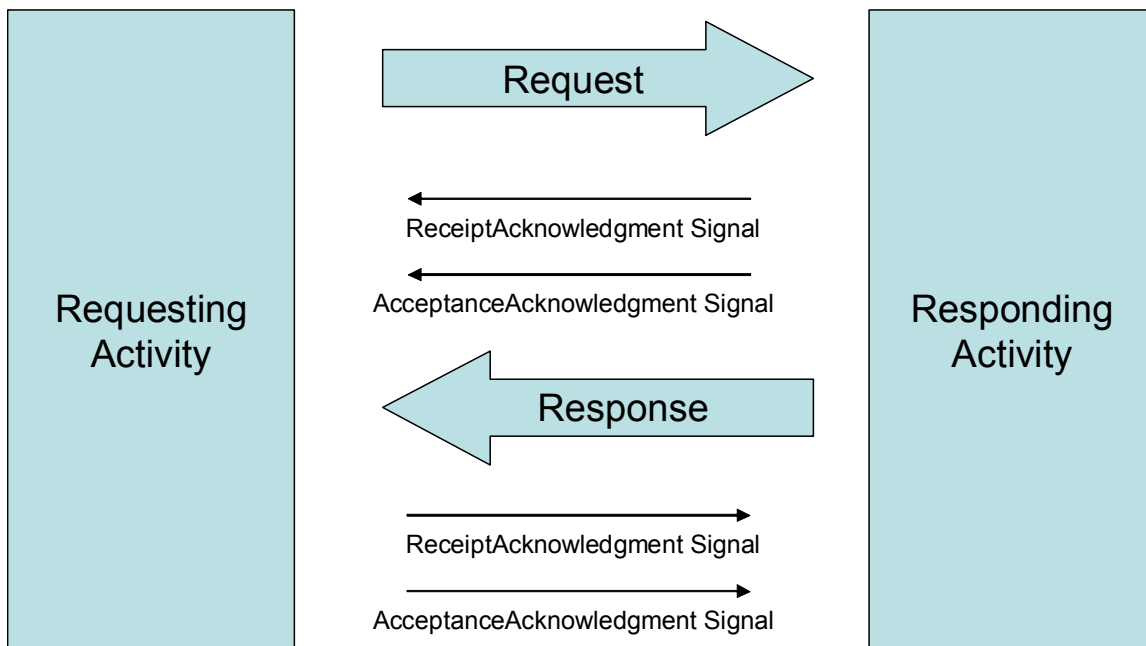 Request
ReceiptAcknowledgment Signal
AcceptanceAcknowledgment Signal
Requesting
Activity
Responding
Activity
Response
ReceiptAcknowledgment Signal
AcceptanceAcknowledgment Signal